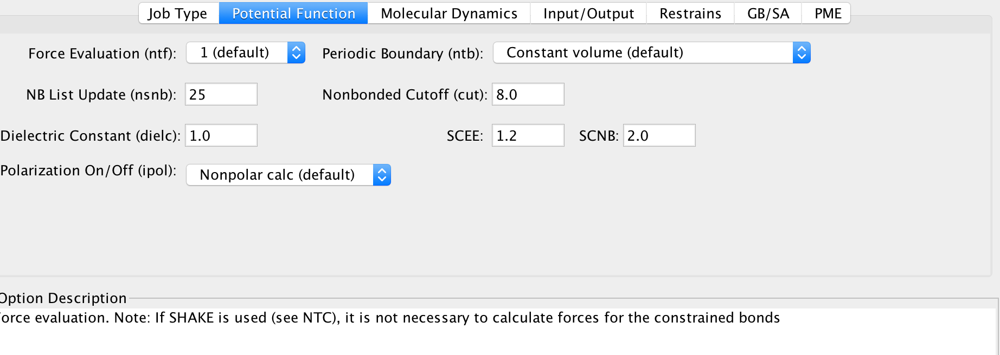 Job Type Potential Function Molecular Dynamics Input/Output Restrains GB/SA PME
Force Evaluation (ntf): 1 (default) Periodic Boundary (ntb): Constant volume (default)
NB List Update (nsnb): 25 Nonbonded Cutoff (cut): 8.0
Dielectric Constant (dielc): 1.0 SCEE: 1.2 SCNB: 2.0
Polarization On/Off (ipol): Nonpolar calc (default)
Option Description
orce evaluation. Note: If SHAKE is used (see NTC), it is not necessary to calculate forces for the constrained bonds